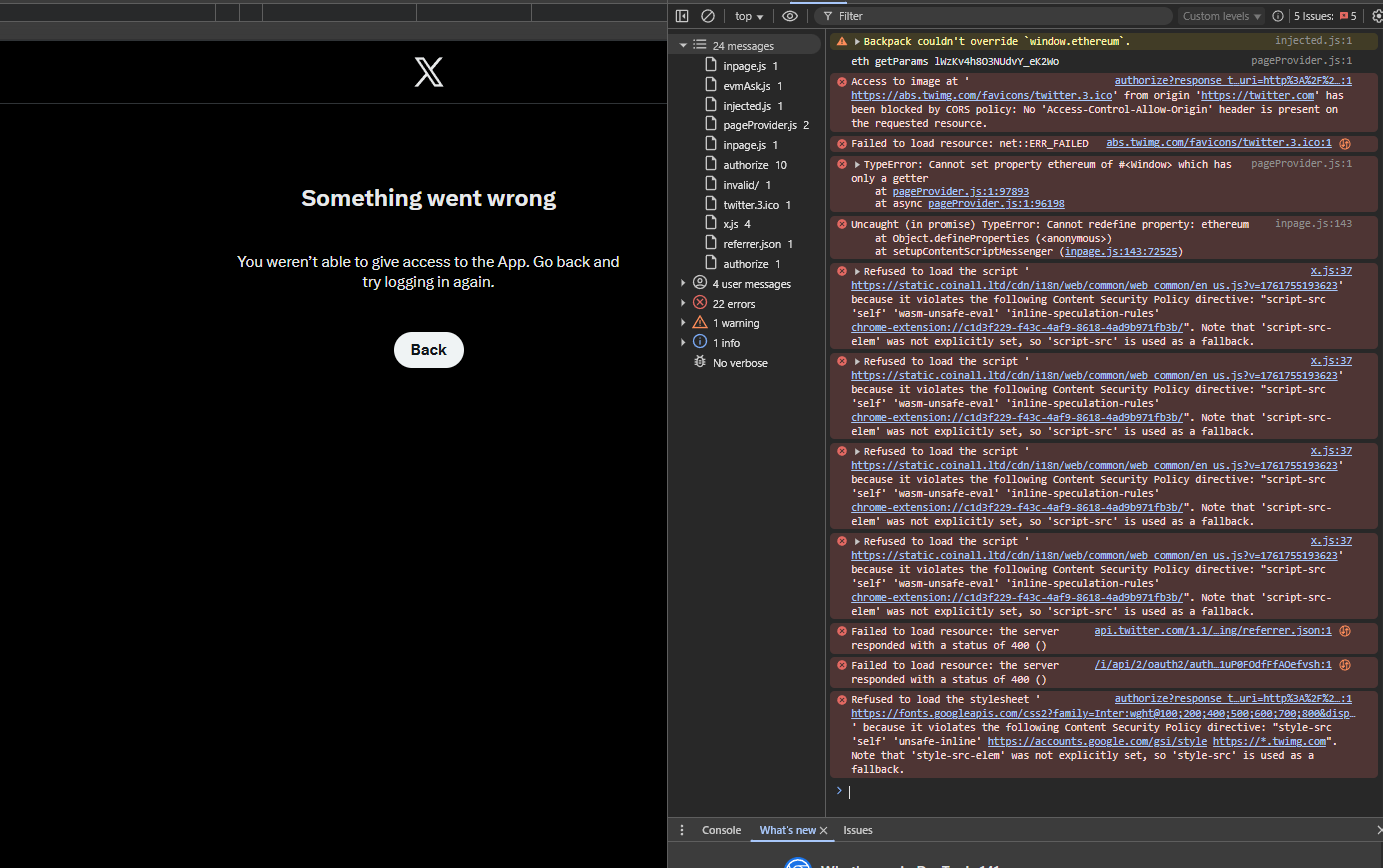 Something went wrong
You weren't able to give access to the App. Go back and
try logging in again.
Back
top
Filter
Custom levels
5 Issues: 5
24 messages
inpage.js 1
evmAsk.js 1
injected.js 1
pageProvider.js 2
inpage.js 1
authorize 10
invalid/ 1
twitter.3.ico 1
x.js 4
referrer.json 1
authorize 1
4 user messages
22 errors
1 warning
1 info
No verbose
Backpack couldn't override `window.ethereum`. injected.js:1
eth getParams lWzKv4h8O3NUdvY_eK2Wo pageProvider.js:1
Access to image at ' authorize?response_t…uri=http%3A%2F%2…:1
https://abs.twimg.com/favicons/twitter.3.ico' from origin 'https://twitter.com' has
been blocked by CORS policy: No 'Access-Control-Allow-Origin' header is present on
the requested resource.
Failed to load resource: net::ERR_FAILED abs.twimg.com/favicons/twitter.3.ico:1
TypeError: Cannot set property ethereum of #<Window> which has pageProvider.js:1
only a getter
at pageProvider.js:1:97893
at async pageProvider.js:1:96198
Uncaught (in promise) TypeError: Cannot redefine property: ethereum inpage.js:143
at Object.defineProperties (<anonymous>)
at setupContentScriptMessenger (inpage.js:143:72525)
Refused to load the script ' x.js:37
https://static.coinall.ltd/cdn/i18n/web/common/web_common/en_us.js?v=1761755193623'
because it violates the following Content Security Policy directive: "script-src
'self' 'wasm-unsafe-eval' 'inline-speculation-rules'
chrome-extension://c1d3f229-f43c-4af9-8618-4ad9b971fb3b/". Note that 'script-src-
elem' was not explicitly set, so 'script-src' is used as a fallback.
Refused to load the script ' x.js:37
https://static.coinall.ltd/cdn/i18n/web/common/web_common/en_us.js?v=1761755193623'
because it violates the following Content Security Policy directive: "script-src
'self' 'wasm-unsafe-eval' 'inline-speculation-rules'
chrome-extension://c1d3f229-f43c-4af9-8618-4ad9b971fb3b/". Note that 'script-src-
elem' was not explicitly set, so 'script-src' is used as a fallback.
Refused to load the script ' x.js:37
https://static.coinall.ltd/cdn/i18n/web/common/web_common/en_us.js?v=1761755193623'
because it violates the following Content Security Policy directive: "script-src
'self' 'wasm-unsafe-eval' 'inline-speculation-rules'
chrome-extension://c1d3f229-f43c-4af9-8618-4ad9b971fb3b/". Note that 'script-src-
elem' was not explicitly set, so 'script-src' is used as a fallback.
Refused to load the script ' x.js:37
https://static.coinall.ltd/cdn/i18n/web/common/web_common/en_us.js?v=1761755193623'
because it violates the following Content Security Policy directive: "script-src
'self' 'wasm-unsafe-eval' 'inline-speculation-rules'
chrome-extension://c1d3f229-f43c-4af9-8618-4ad9b971fb3b/". Note that 'script-src-
elem' was not explicitly set, so 'script-src' is used as a fallback.
Failed to load resource: the server api.twitter.com/1.1/…ing/referrer.json:1
responded with a status of 400 ()
Failed to load resource: the server /i/api/2/oauth2/auth…1uP0FOdfFfAOefvsh:1
responded with a status of 400 ()
Refused to load the stylesheet ' authorize?response_t…uri=http%3A%2F%2…:1
https://fonts.googleapis.com/css2?family=Inter:wght@100;200;400;500;600;700;800&disp…
' because it violates the following Content Security Policy directive: "style-src
'self' 'unsafe-inline' https://accounts.google.com/gsi/style https://*.twimg.com".
Note that 'style-src-elem' was not explicitly set, so 'style-src' is used as a
fallback.
Console
What's new
Issues